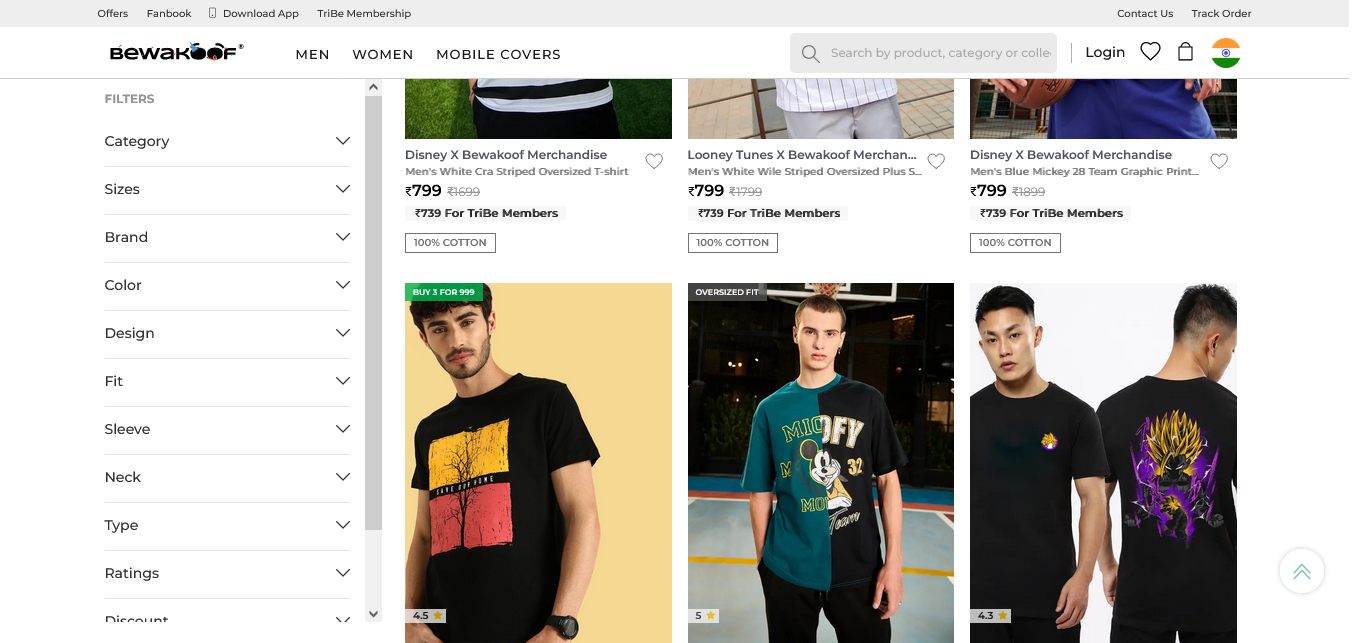 Offers Fanbook Download App TriBe Membership Contact Us Track Order
BEWAKOOF® MEN WOMEN MOBILE COVERS Search by product, category or colle Login
FILTERS
Category
Sizes
Brand
Color
Design
Fit
Sleeve
Neck
Type
Ratings
Discount
Disney X Bewakoof Merchandise
Men's White Cra Striped Oversized T-shirt
₹799 ₹1699
₹739 For TriBe Members
100% COTTON
Looney Tunes X Bewakoof Merchan...
Men's White Wile Striped Oversized Plus S...
₹799 ₹1799
₹739 For TriBe Members
100% COTTON
Disney X Bewakoof Merchandise
Men's Blue Mickey 28 Team Graphic Print...
₹799 ₹1899
₹739 For TriBe Members
100% COTTON
BUY 3 FOR 999
SAVE OUR HOME
4.5
OVERSIZED FIT
32
Team
5
4.3